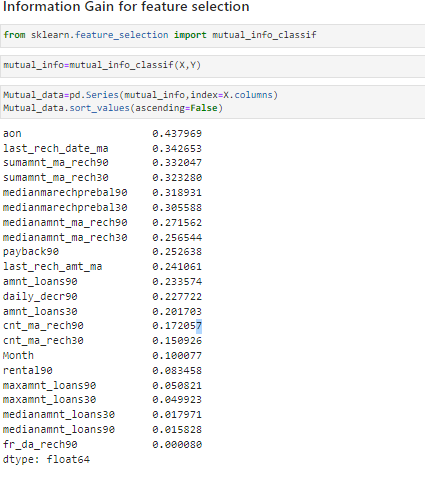 Information Gain for feature selection
from sklearn.feature_selection import mutual_info_classif
mutual_info=mutual_info_classif(X,Y)
Mutual_data=pd.Series(mutual_info,index=X.columns)
Mutual_data.sort_values(ascending=False)
aon 0.437969
last_rech_date_ma 0.342653
sumamnt_ma_rech90 0.332047
sumamnt_ma_rech30 0.323280
medianmarechprebal90 0.318931
medianmarechprebal30 0.305588
medianamnt_ma_rech90 0.271562
medianamnt_ma_rech30 0.256544
payback90 0.252638
last_rech_amt_ma 0.241061
amnt_loans90 0.233574
daily_decr90 0.227722
amnt_loans30 0.201703
cnt_ma_rech90 0.172057
cnt_ma_rech30 0.150926
Month 0.100077
rental90 0.083458
maxamnt_loans90 0.050821
maxamnt_loans30 0.049923
medianamnt_loans30 0.017971
medianamnt_loans90 0.015828
fr_da_rech90 0.000080
dtype: float64